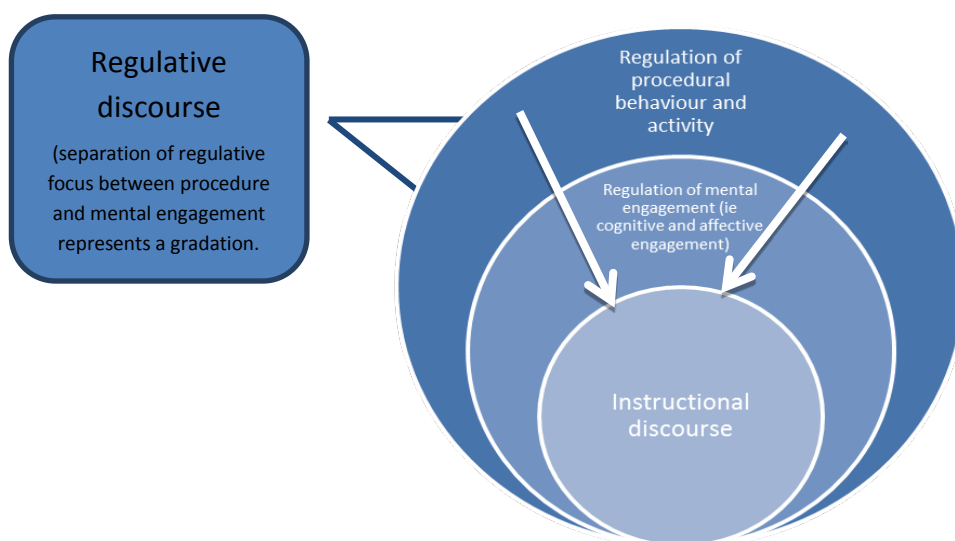 Regulative
discourse
(separation of regulative
focus between procedure
and mental engagement
represents a gradation.
Regulation of
procedural
behaviour and
activity
Regulation of mental
engagement (ie
cognitive and affective
engagement)
Instructional
discourse